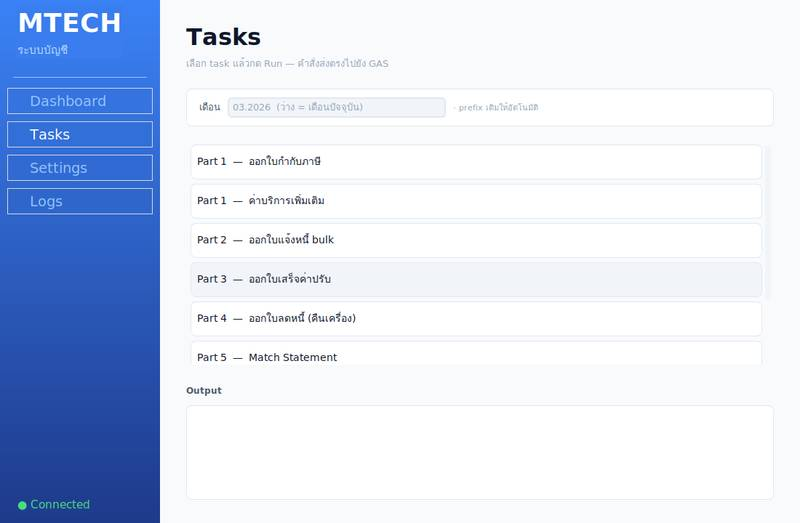 MTECH
ระบบบัญชี
Dashboard
Tasks
Settings
Logs
Connected
Tasks
เลือก task แล้วกด Run — คำสั่งส่งตรงไปยัง GAS
เดือน 03.2026 (ว่าง = เดือนปัจจุบัน) · prefix เติมให้อัตโนมัติ
Part 1 — ออกใบกำกับภาษี
Part 1 — ค่าบริการเพิ่มเติม
Part 2 — ออกใบแจ้งหนี้ bulk
Part 3 — ออกใบเสร็จค่าปรับ
Part 4 — ออกใบลดหนี้ (คืนเครื่อง)
Part 5 — Match Statement
Output